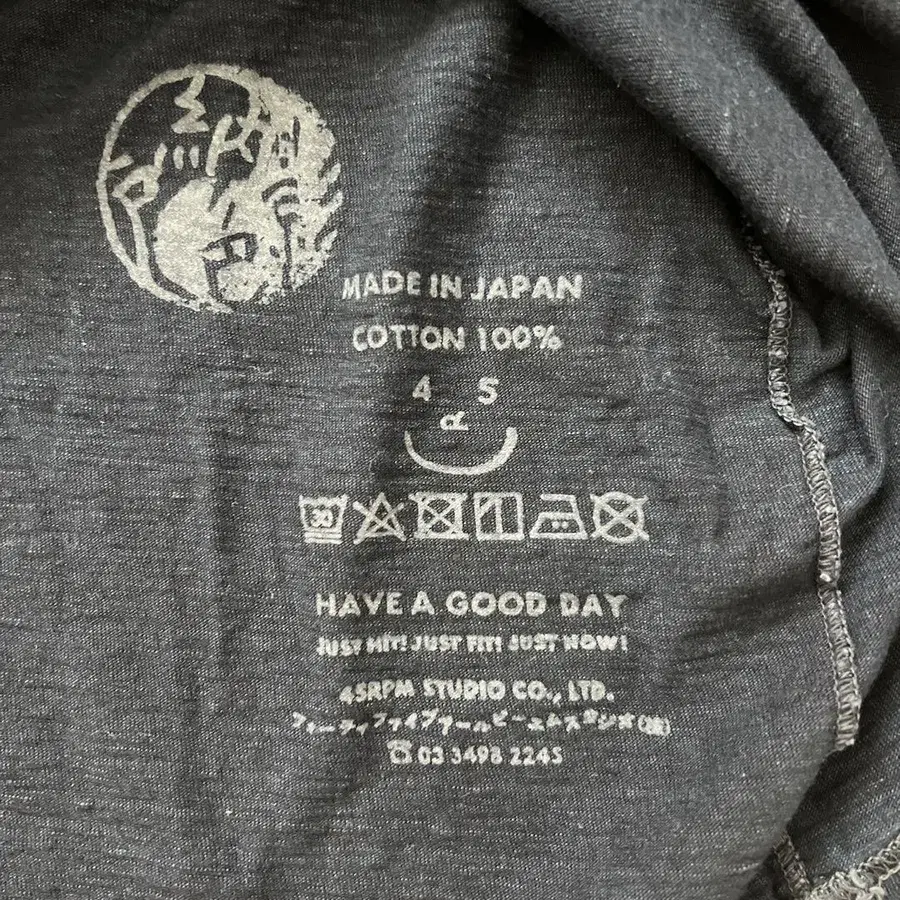 MADE IN JAPAN
COTTON 100%
4 S
R
30
HAVE A GOOD DAY
JUST HIT! JUST FIT! JUST NOW!
45RPM STUDIO CO., LTD.
フォーティファイブアールピーエムスタジオ(株)
☎03 3498 2245